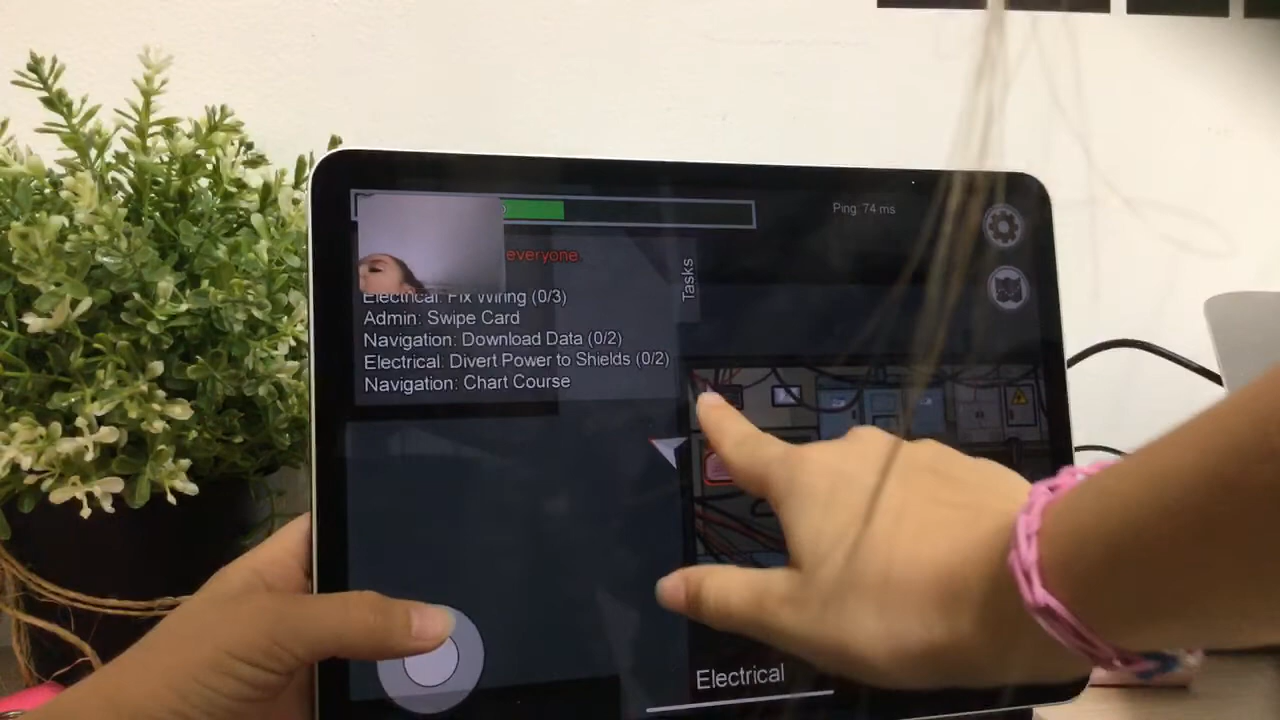 Ping: 74 ms
everyone.
Tasks
Electrical: Fix Wiring (0/3)
Admin: Swipe Card
Navigation: Download Data (0/2)
Electrical: Divert Power to Shields (0/2)
Navigation: Chart Course
Electrical